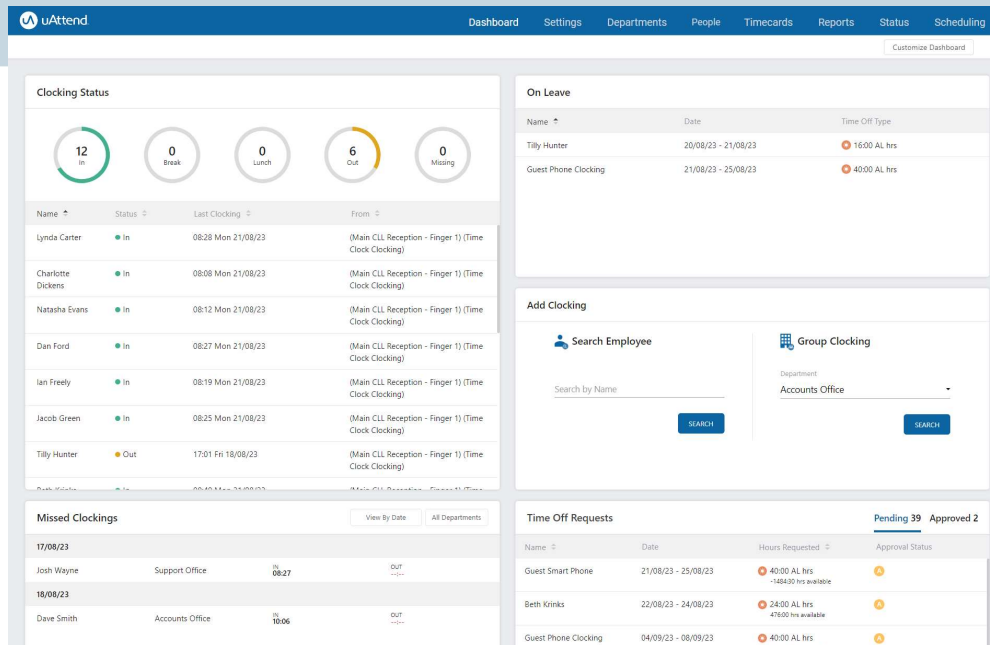 uAttend.
Dashboard Settings Departments People Timecards Reports Status Scheduling
Customize Dashboard
Clocking Status
12 In
0 Break
0 Lunch
6 Out
0 Missing
Name Status Last Clocking From
Lynda Carter In 08:28 Mon 21/08/23 (Main CLL Reception - Finger 1) (Time
Clock Clocking)
Charlotte
Dickens In 08:08 Mon 21/08/23 (Main CLL Reception - Finger 1) (Time
Clock Clocking)
Natasha Evans In 08:12 Mon 21/08/23 (Main CLL Reception - Finger 1) (Time
Clock Clocking)
Dan Ford In 08:27 Mon 21/08/23 (Main CLL Reception - Finger 1) (Time
Clock Clocking)
Ian Freely In 08:19 Mon 21/08/23 (Main CLL Reception - Finger 1) (Time
Clock Clocking)
Jacob Green In 08:25 Mon 21/08/23 (Main CLL Reception - Finger 1) (Time
Clock Clocking)
Tilly Hunter Out 17:01 Fri 18/08/23 (Main CLL Reception - Finger 1) (Time
Clock Clocking)
On Leave
Name Date Time Off Type
Tilly Hunter 20/08/23 - 21/08/23 16:00 AL hrs
Guest Phone Clocking 21/08/23 - 25/08/23 40:00 AL hrs
Add Clocking
Search Employee
Search by Name
SEARCH
Group Clocking
Department
Accounts Office
SEARCH
Missed Clockings View By Date All Departments
17/08/23
Josh Wayne Support Office IN 08:27 OUT --:--
18/08/23
Dave Smith Accounts Office IN 10:06 OUT --:--
Time Off Requests Pending 39 Approved 2
Name Date Hours Requested Approval Status
Guest Smart Phone 21/08/23 - 25/08/23 40:00 AL hrs A
-1484:30 hrs available
Beth Krinks 22/08/23 - 24/08/23 24:00 AL hrs A
476:00 hrs available
Guest Phone Clocking 04/09/23 - 08/09/23 40:00 AL hrs A